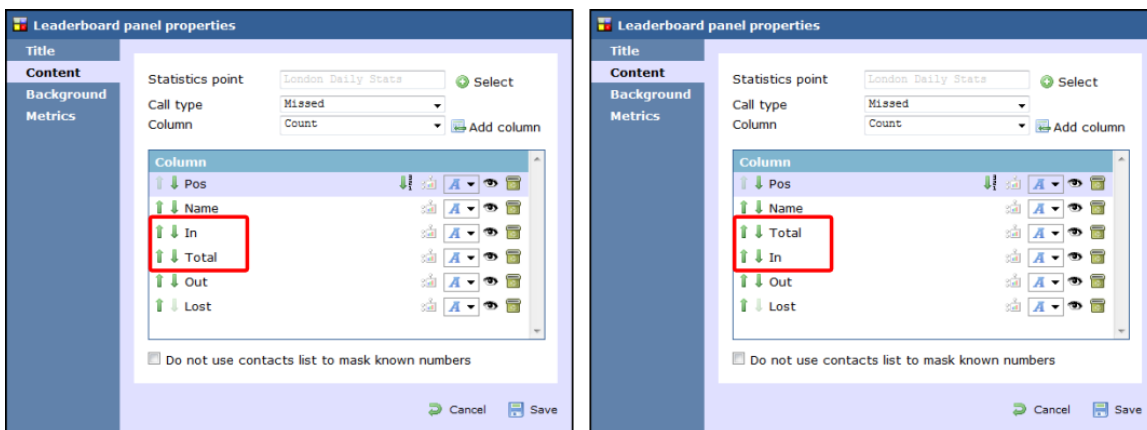 Leaderboard panel properties
Title
Content
Background
Metrics
Statistics point London Daily Stats Select
Call type Missed
Column Count Add column
Column
Pos
Name
In
Total
Out
Lost
Do not use contacts list to mask known numbers
Cancel Save
Leaderboard panel properties
Title
Content
Background
Metrics
Statistics point London Daily Stats Select
Call type Missed
Column Count Add column
Column
Pos
Name
Total
In
Out
Lost
Do not use contacts list to mask known numbers
Cancel Save